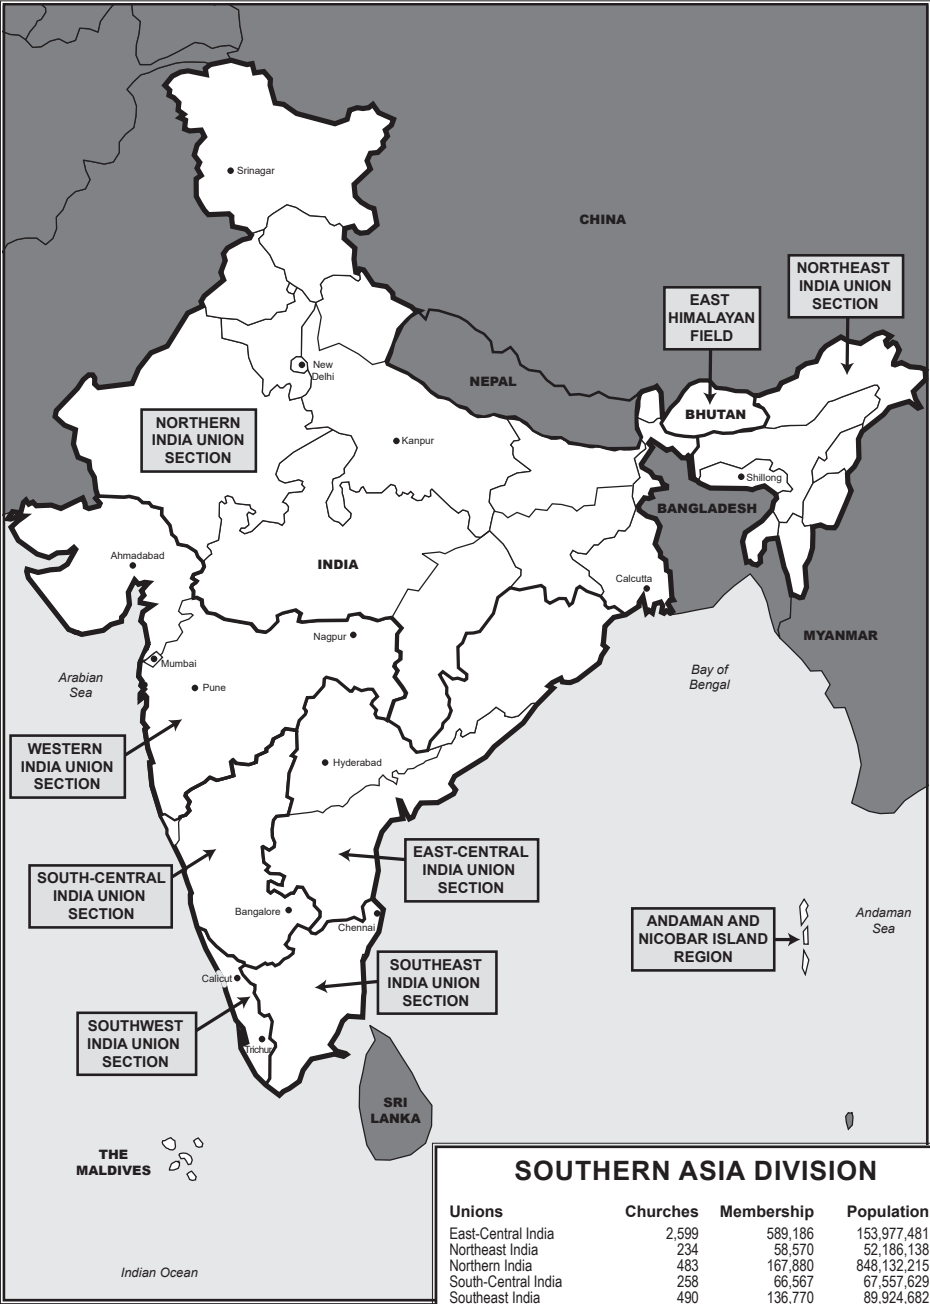 Srinagar
CHINA
NORTHEAST
INDIA UNION
SECTION
EAST
HIMALAYAN
FIELD
New
Delhi
NEPAL
BHUTAN
NORTHERN
INDIA UNION
SECTION
Kanpur
Shillong
BANGLADESH
Ahmadabad
INDIA
Calcutta
Nagpur
MYANMAR
Mumbai
Arabian
Sea
Bay of
Bengal
Pune
WESTERN
INDIA UNION
SECTION
Hyderabad
EAST-CENTRAL
INDIA UNION
SECTION
SOUTH-CENTRAL
INDIA UNION
SECTION
Bangalore
Chennai
ANDAMAN AND
NICOBAR ISLAND
REGION
Andaman
Sea
SOUTHEAST
INDIA UNION
SECTION
Calicut
SOUTHWEST
INDIA UNION
SECTION
Trichur
SRI
LANKA
THE
MALDIVES
Indian Ocean
SOUTHERN ASIA DIVISION
Unions Churches Membership Population
East-Central India 2,599 589,186 153,977,481
Northeast India 234 58,570 52,186,138
Northern India 483 167,880 848,132,215
South-Central India 258 66,567 67,557,629
Southeast India 490 136,770 89,924,682